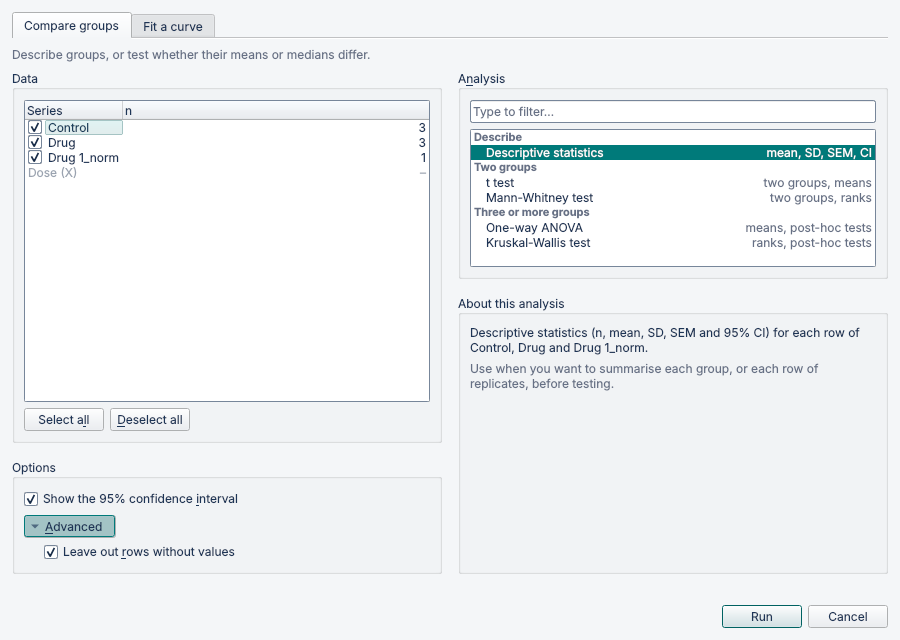 Compare groups
Fit a curve
Describe groups, or test whether their means or medians differ.
Data
Series n
Control 3
Drug 3
Drug 1_norm 1
Dose (X) –
Select all
Deselect all
Options
Show the 95% confidence interval
Advanced
Leave out rows without values
Analysis
Type to filter...
Describe
Descriptive statistics mean, SD, SEM, CI
Two groups
t test two groups, means
Mann-Whitney test two groups, ranks
Three or more groups
One-way ANOVA means, post-hoc tests
Kruskal-Wallis test ranks, post-hoc tests
About this analysis
Descriptive statistics (n, mean, SD, SEM and 95% CI) for each row of
Control, Drug and Drug 1_norm.
Use when you want to summarise each group, or each row of
replicates, before testing.
Run
Cancel